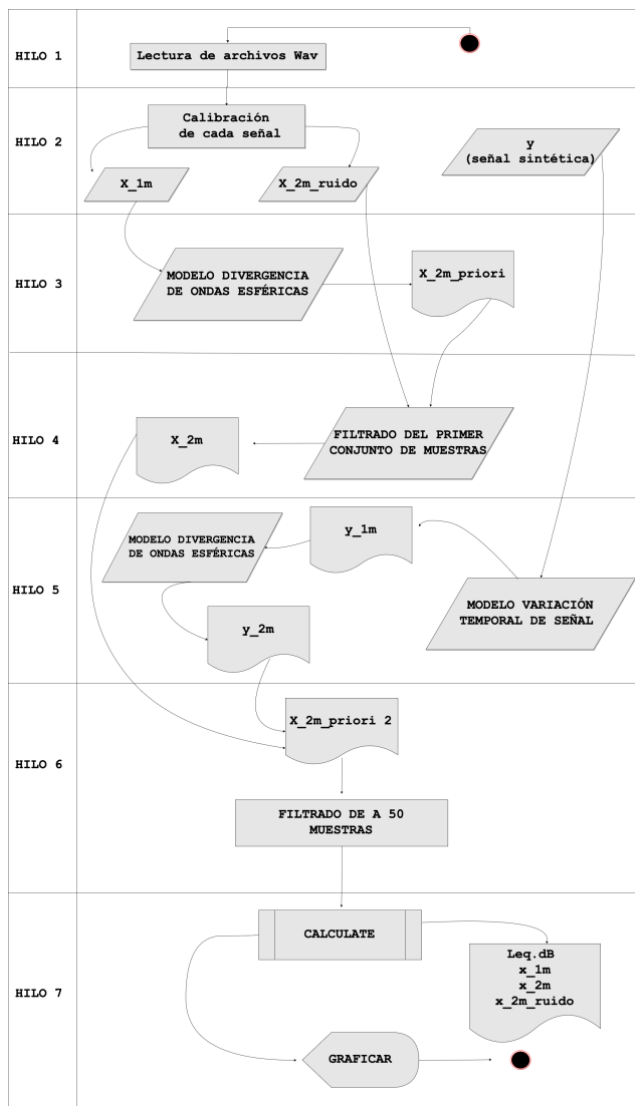 HILO 1
Lectura de archivos Wav
HILO 2
Calibración
de cada señal
y
(señal sintética)
X_1m
X_2m_ruido
HILO 3
MODELO DIVERGENCIA
DE ONDAS ESFÉRICAS
X_2m_priori
HILO 4
X_2m
FILTRADO DEL PRIMER
CONJUNTO DE MUESTRAS
HILO 5
MODELO DIVERGENCIA
DE ONDAS ESFÉRICAS
y_1m
MODELO VARIACIÓN
TEMPORAL DE SEÑAL
y_2m
HILO 6
X_2m_priori 2
FILTRADO DE A 50
MUESTRAS
HILO 7
CALCULATE
Leq.dB
x_1m
x_2m
x_2m_ruido
GRAFICAR